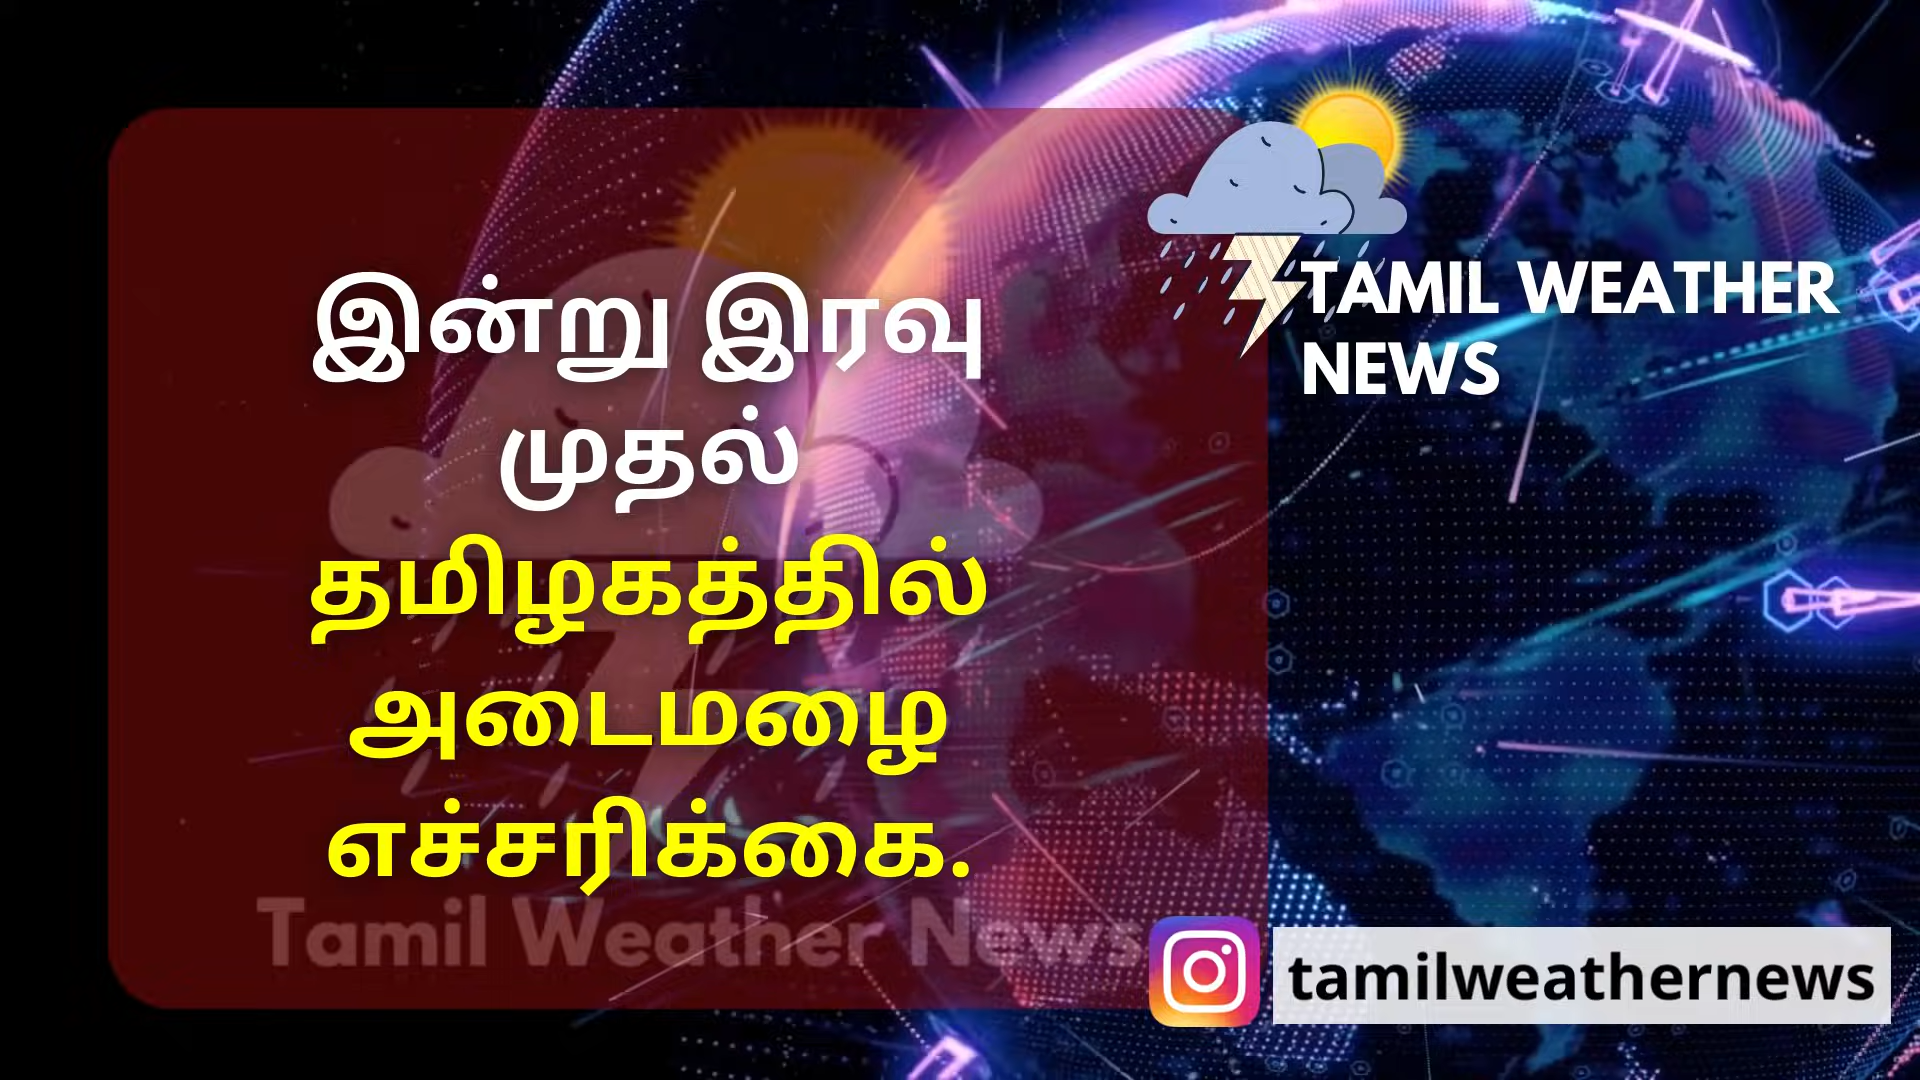 இன்று இரவு
முதல்
தமிழகத்தில்
அடைமழை
எச்சரிக்கை.
Tamil Weather News
TAMIL WEATHER
NEWS
tamilweathernews